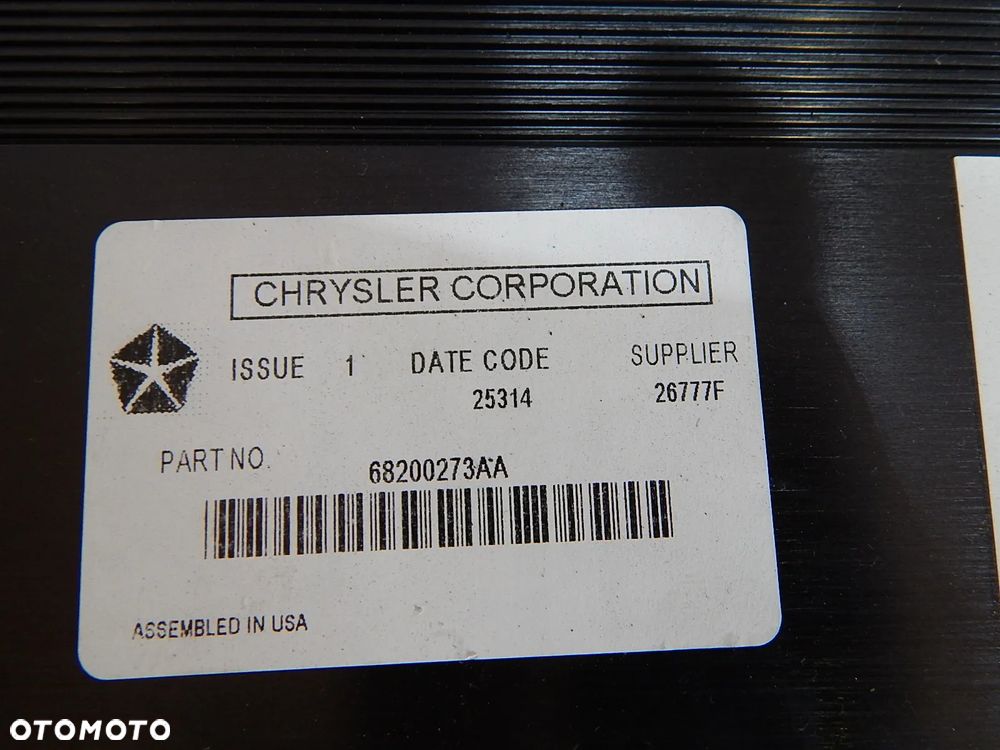 CHRYSLER CORPORATION
ISSUE 1 DATE CODE SUPPLIER
25314 26777F
PART NO. 68200273AA
ASSEMBLED IN USA
OTOMOTO